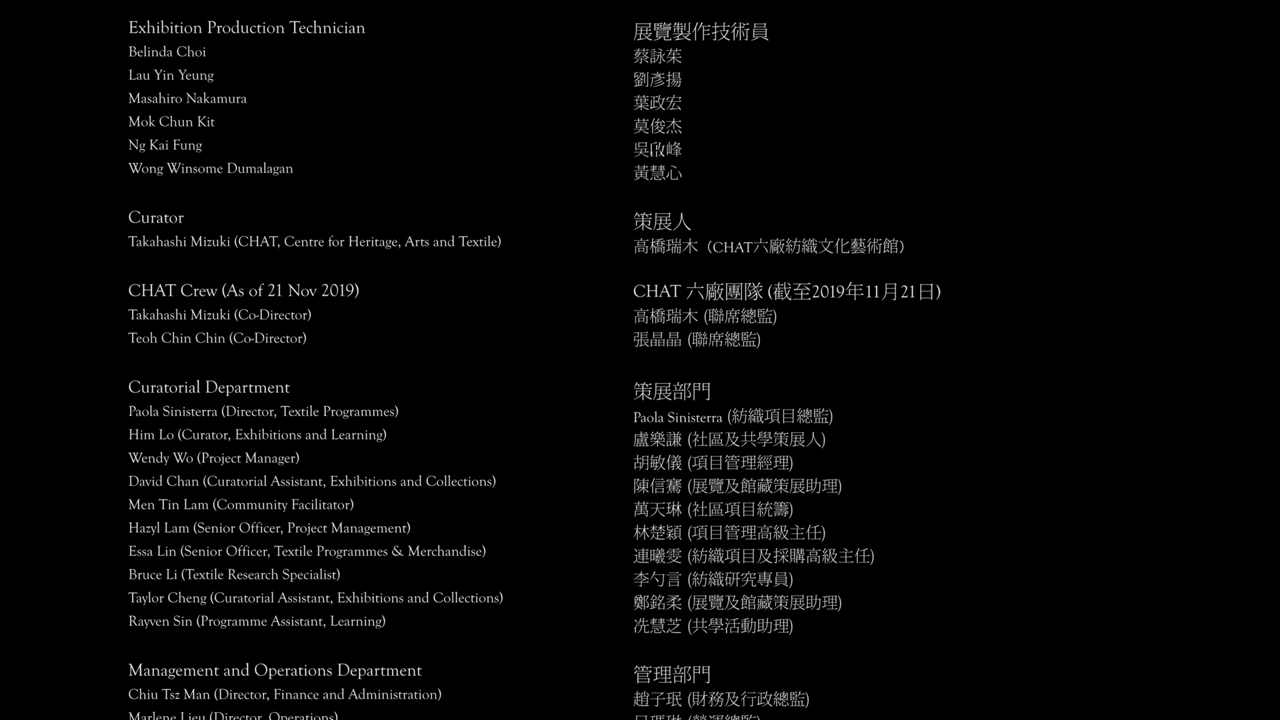 Exhibition Production Technician
Belinda Choi
Lau Yin Yeung
Masahiro Nakamura
Mok Chun Kit
Ng Kai Fung
Wong Winsome Dumalagan
Curator
Takahashi Mizuki (CHAT, Centre for Heritage, Arts and Textile)
CHAT Crew (As of 21 Nov 2019)
Takahashi Mizuki (Co-Director)
Teoh Chin Chin (Co-Director)
Curatorial Department
Paola Sinisterra (Director, Textile Programmes)
Him Lo (Curator, Exhibitions and Learning)
Wendy Wo (Project Manager)
David Chan (Curatorial Assistant, Exhibitions and Collections)
Men Tin Lam (Community Facilitator)
Hazyl Lam (Senior Officer, Project Management)
Essa Lin (Senior Officer, Textile Programmes & Merchandise)
Bruce Li (Textile Research Specialist)
Taylor Cheng (Curatorial Assistant, Exhibitions and Collections)
Rayven Sin (Programme Assistant, Learning)
Management and Operations Department
Chiu Tsz Man (Director, Finance and Administration)
Marlene Lieu (Director, Operations)
展覽製作技術員
蔡詠茱
劉彥揚
葉政宏
莫俊杰
吳啟峰
黃慧心
策展人
高橋瑞木（CHAT六廠紡織文化藝術館）
CHAT 六廠團隊 (截至2019年11月21日)
高橋瑞木 (聯席總監)
張晶晶 (聯席總監)
策展部門
Paola Sinisterra (紡織項目總監)
盧樂謙 (社區及共學策展人)
胡敏儀 (項目管理經理)
陳信騫 (展覽及館藏策展助理)
萬天琳 (社區項目統籌)
林楚穎 (項目管理高級主任)
連曦雯 (紡織項目及採購高級主任)
李勺言 (紡織研究專員)
鄭銘柔 (展覽及館藏策展助理)
冼慧芝 (共學活動助理)
管理部門
趙子珉 (財務及行政總監)